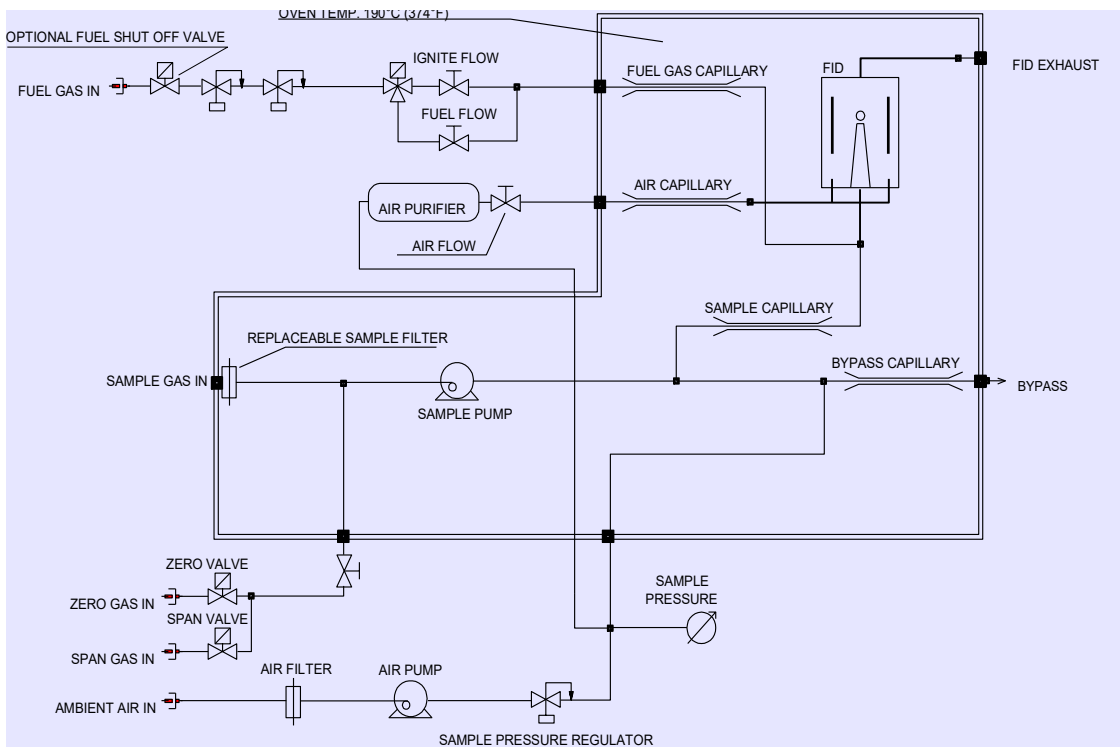 OVEN TEMP. 190°C (374°F)
OPTIONAL FUEL SHUT OFF VALVE
IGNITE FLOW
FUEL GAS CAPILLARY
FID
FID EXHAUST
FUEL GAS IN
FUEL FLOW
AIR CAPILLARY
AIR PURIFIER
AIR FLOW
SAMPLE CAPILLARY
REPLACEABLE SAMPLE FILTER
BYPASS CAPILLARY
SAMPLE GAS IN
BYPASS
SAMPLE PUMP
ZERO VALVE
SAMPLE
PRESSURE
ZERO GAS IN
SPAN VALVE
SPAN GAS IN
AIR FILTER
AIR PUMP
AMBIENT AIR IN
SAMPLE PRESSURE REGULATOR